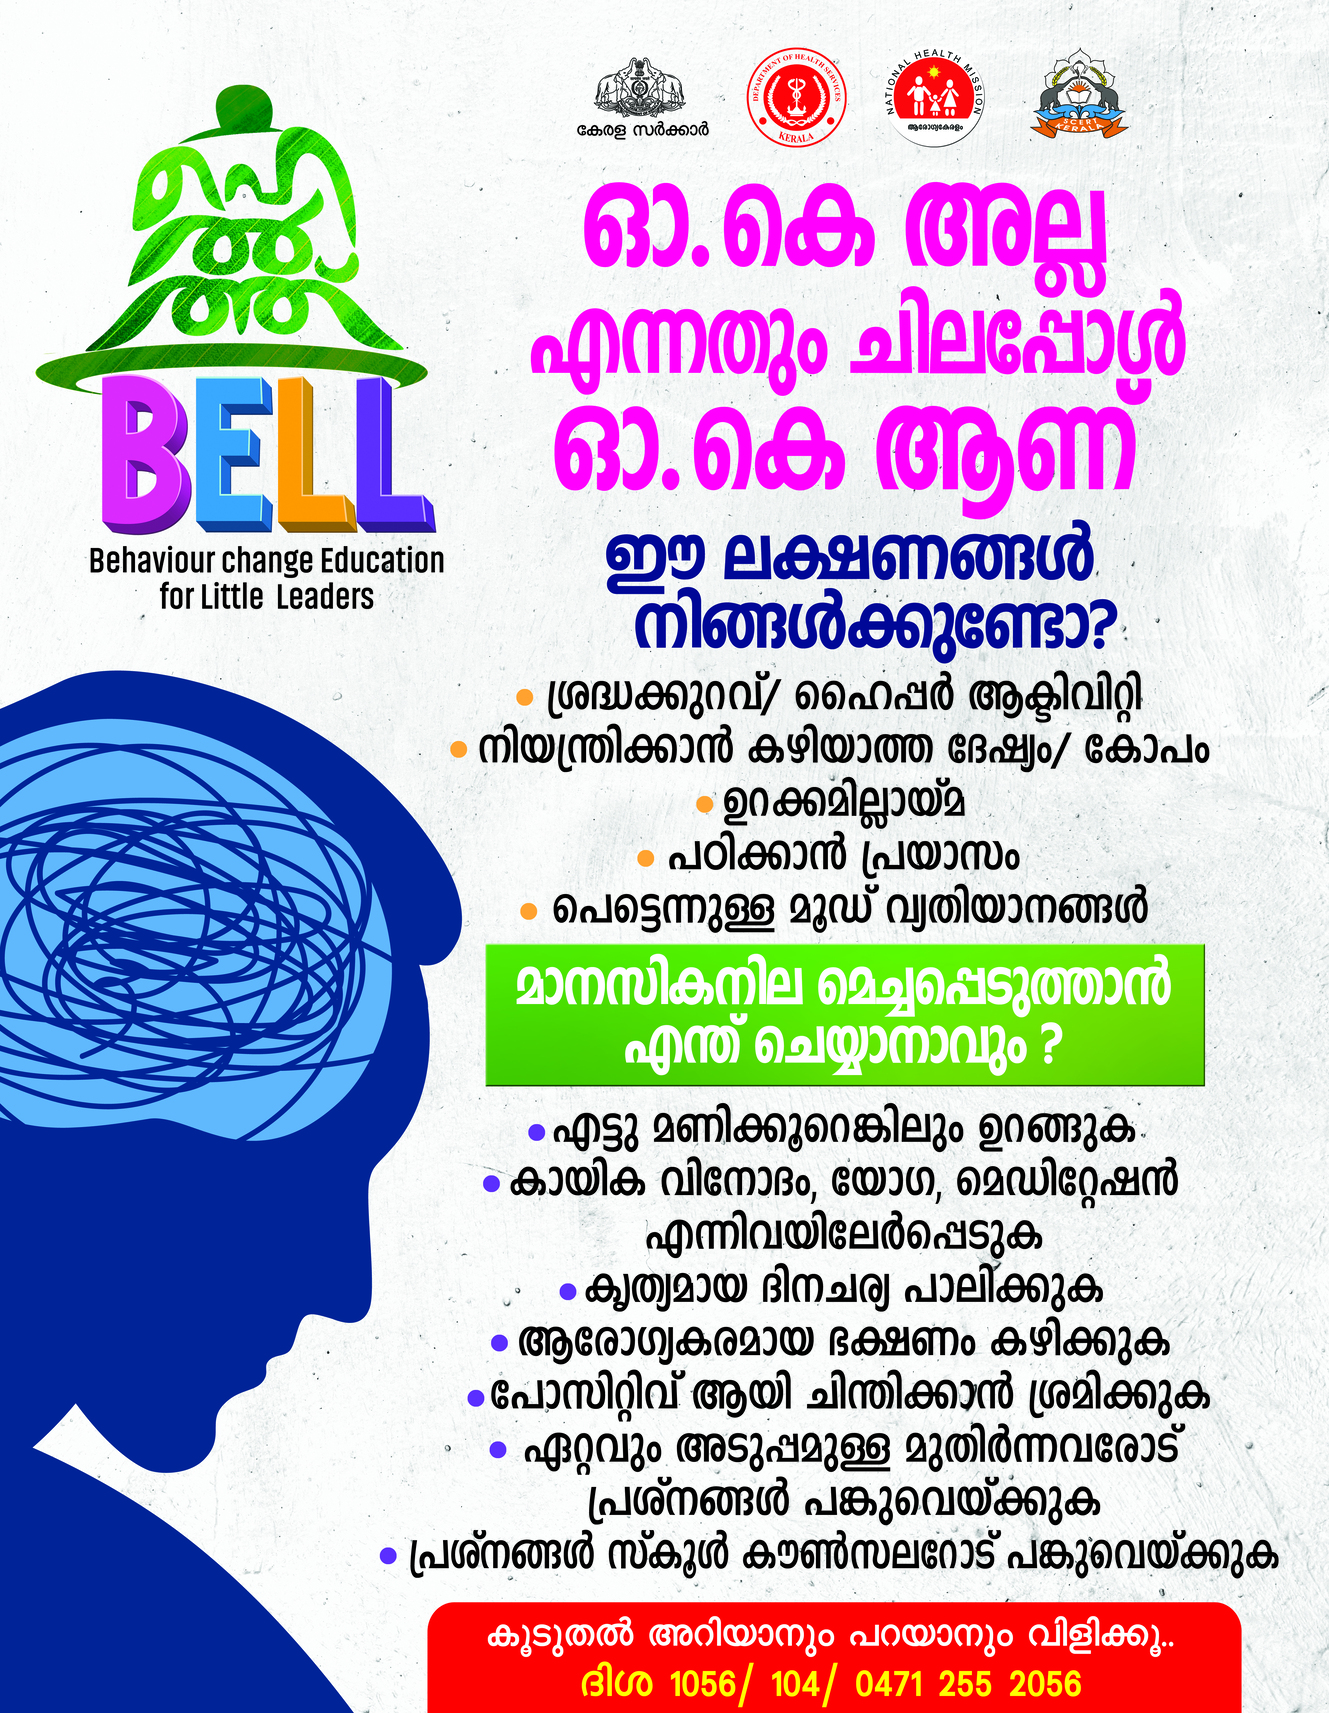 കേരള സർക്കാർ
DEPARTMENT OF HEALTH SERVICES
KERALA
NATIONAL HEALTH MISSION
ആരോഗ്യകേരളം
SCERT
KERALA
ഹെൽത്ത്
BELL
Behaviour change Education
for Little Leaders
ഓ.കെ അല്ല
എന്നതും ചിലപ്പോൾ
ഓ.കെ ആണ്
ഈ ലക്ഷണങ്ങൾ
നിങ്ങൾക്കുണ്ടോ?
• ശ്രദ്ധക്കുറവ്/ ഹൈപ്പർ ആക്ടിവിറ്റി
• നിയന്ത്രിക്കാൻ കഴിയാത്ത ദേഷ്യം/ കോപം
• ഉറക്കമില്ലായ്മ
• പഠിക്കാൻ പ്രയാസം
• പെട്ടെന്നുള്ള മൂഡ് വ്യതിയാനങ്ങൾ
മാനസികനില മെച്ചപ്പെടുത്താൻ
എന്ത് ചെയ്യാനാവും ?
• എട്ടു മണിക്കൂറെങ്കിലും ഉറങ്ങുക
• കായിക വിനോദം, യോഗ, മെഡിറ്റേഷൻ
എന്നിവയിലേർപ്പെടുക
• കൃത്യമായ ദിനചര്യ പാലിക്കുക
• ആരോഗ്യകരമായ ഭക്ഷണം കഴിക്കുക
• പോസിറ്റിവ് ആയി ചിന്തിക്കാൻ ശ്രമിക്കുക
• ഏറ്റവും അടുപ്പമുള്ള മുതിർന്നവരോട്
പ്രശ്നങ്ങൾ പങ്കുവെയ്ക്കുക
• പ്രശ്നങ്ങൾ സ്കൂൾ കൗൺസലറോട് പങ്കുവെയ്ക്കുക
കൂടുതൽ അറിയാനും പറയാനും വിളിക്കൂ..
ദിശ 1056/ 104/ 0471 255 2056